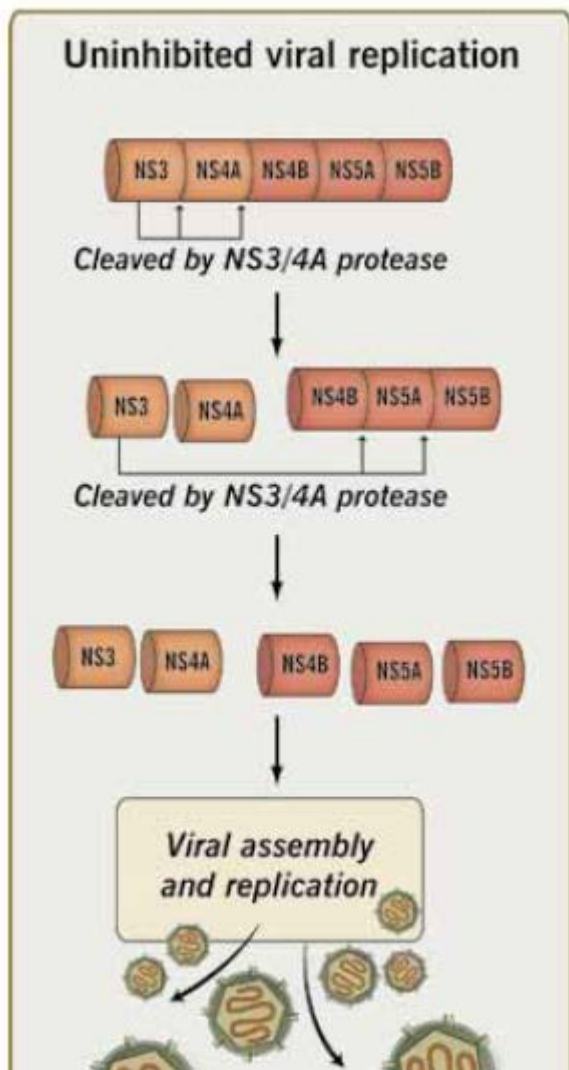 Uninhibited viral replication
NS3 NS4A NS4B NS5A NS5B
Cleaved by NS3/4A protease
NS3 NS4A NS4B NS5A NS5B
Cleaved by NS3/4A protease
NS3 NS4A NS4B NS5A NS5B
Viral assembly
and replication